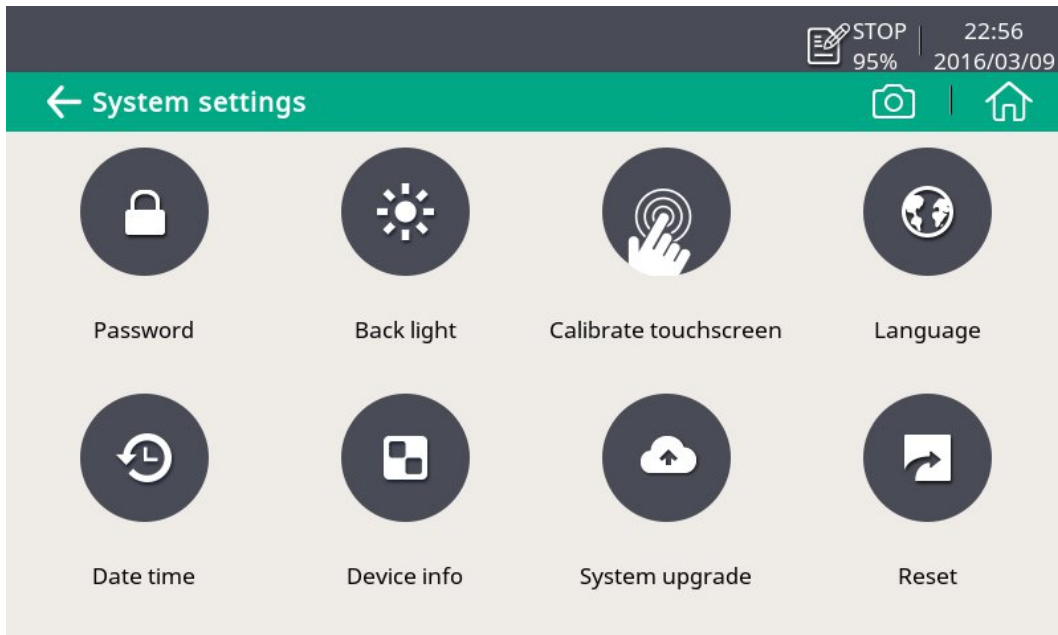 STOP 22:56
95% 2016/03/09
System settings
Password Back light Calibrate touchscreen Language
Date time Device info System upgrade Reset